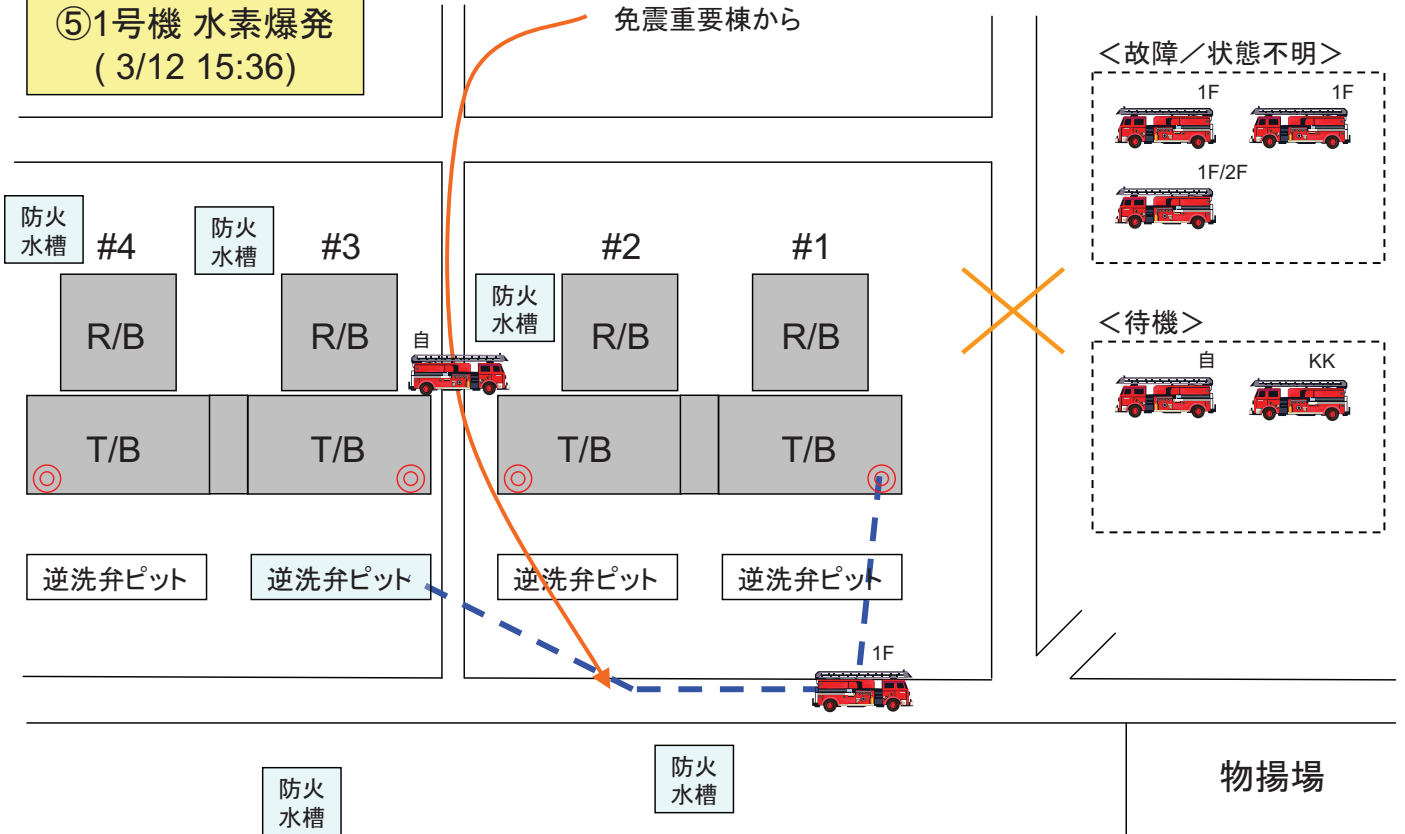 ⑤1号機 水素爆発
( 3/12 15:36)
免震重要棟から
＜故障／状態不明＞
1F
1F
1F/2F
防火
水槽
#4
防火
水槽
#3
#2
#1
防火
水槽
R/B
R/B
R/B
R/B
自
＜待機＞
自
KK
T/B
T/B
T/B
T/B
逆洗弁ピット
逆洗弁ピット
逆洗弁ピット
逆洗弁ピット
1F
防火
水槽
防火
水槽
物揚場